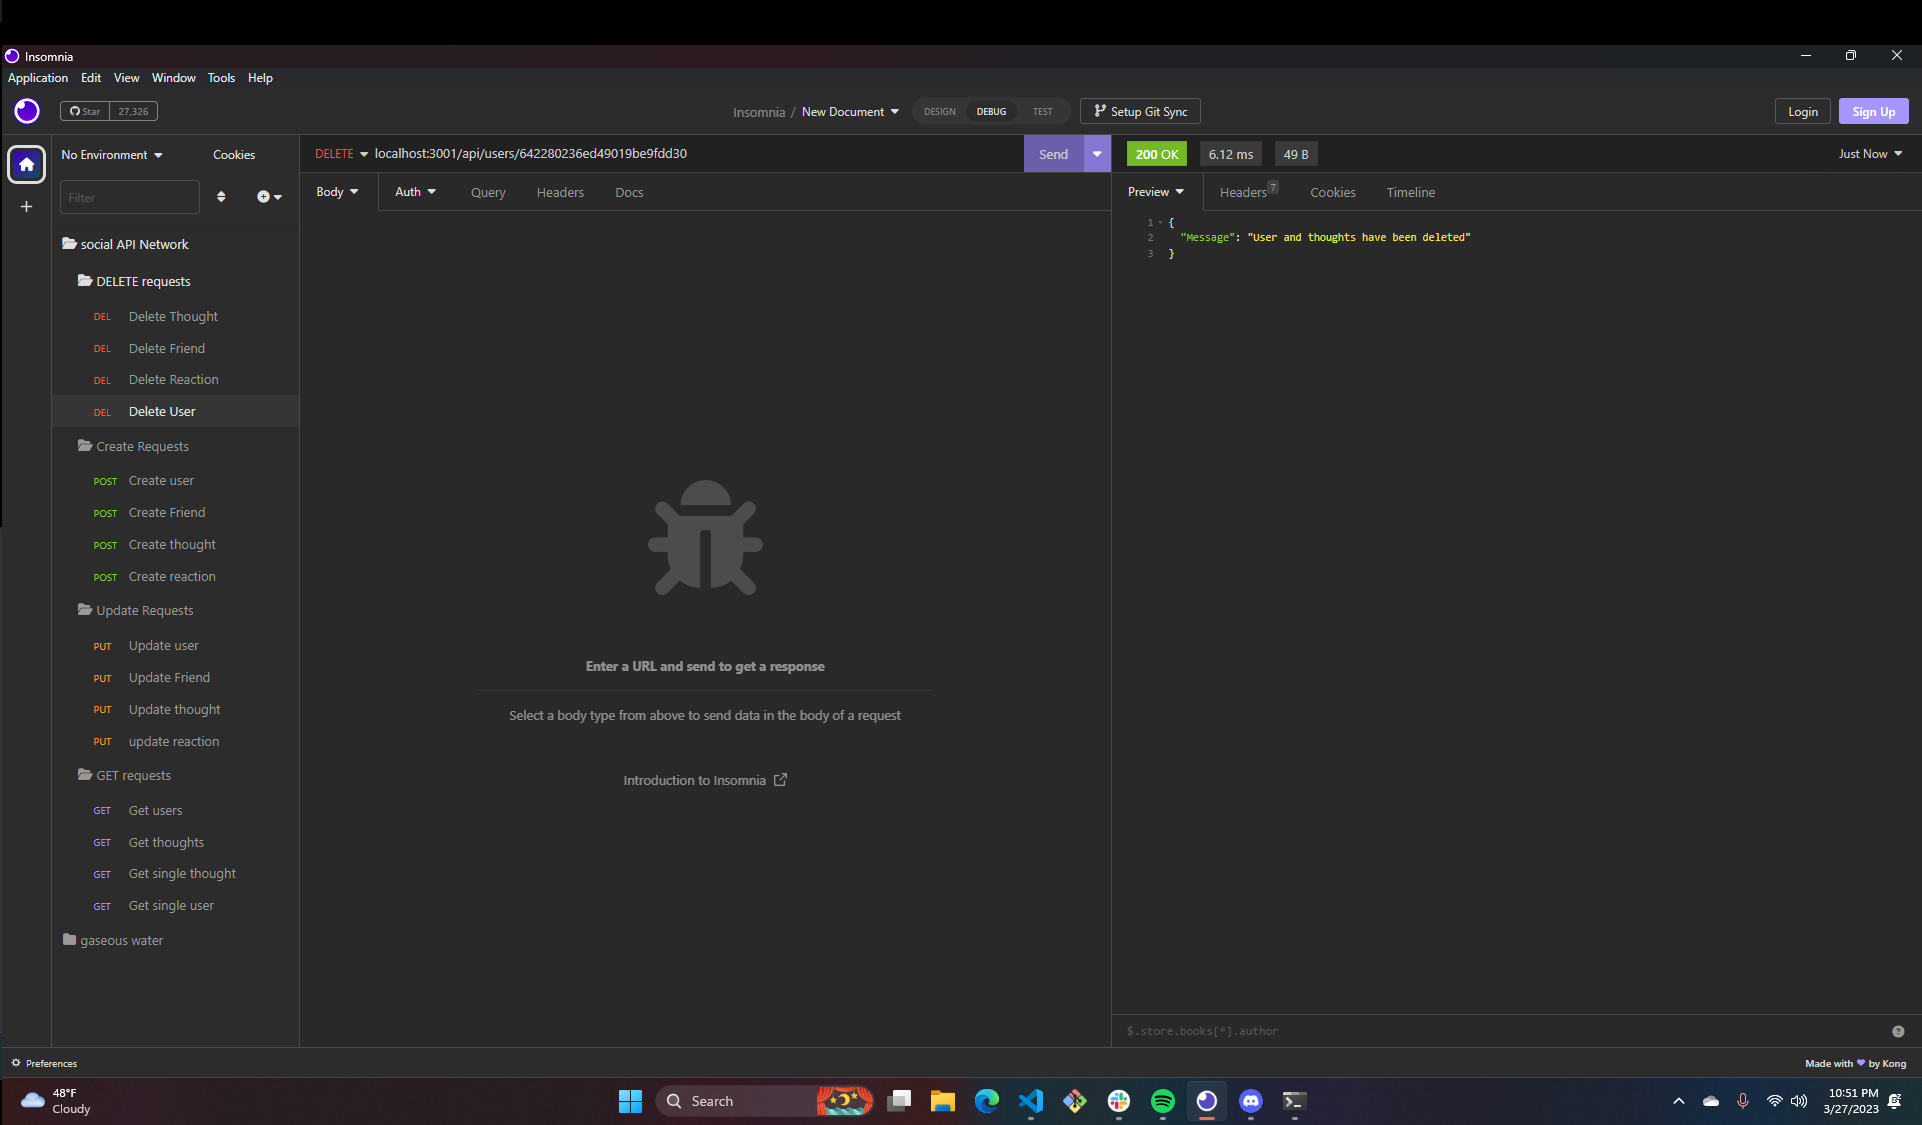 Insomnia
Application Edit View Window Tools Help
Star 27,326
Insomnia / New Document
DESIGN DEBUG TEST
Setup Git Sync
Login
Sign Up
No Environment
Cookies
DELETE localhost:3001/api/users/642280236ed49019be9fdd30
Send
200 OK
6.12 ms
49 B
Just Now
Filter
Body Auth Query Headers Docs
Preview Headers 7 Cookies Timeline
1 {
2 "Message": "User and thoughts have been deleted"
3 }
social API Network
DELETE requests
DEL Delete Thought
DEL Delete Friend
DEL Delete Reaction
DEL Delete User
Create Requests
POST Create user
POST Create Friend
POST Create thought
POST Create reaction
Update Requests
PUT Update user
PUT Update Friend
PUT Update thought
PUT update reaction
GET requests
GET Get users
GET Get thoughts
GET Get single thought
GET Get single user
gaseous water
Enter a URL and send to get a response
Select a body type from above to send data in the body of a request
Introduction to Insomnia
$.store.books[*].author
Preferences
Made with 💜 by Kong
48°F
Cloudy
Search
10:51 PM
3/27/2023